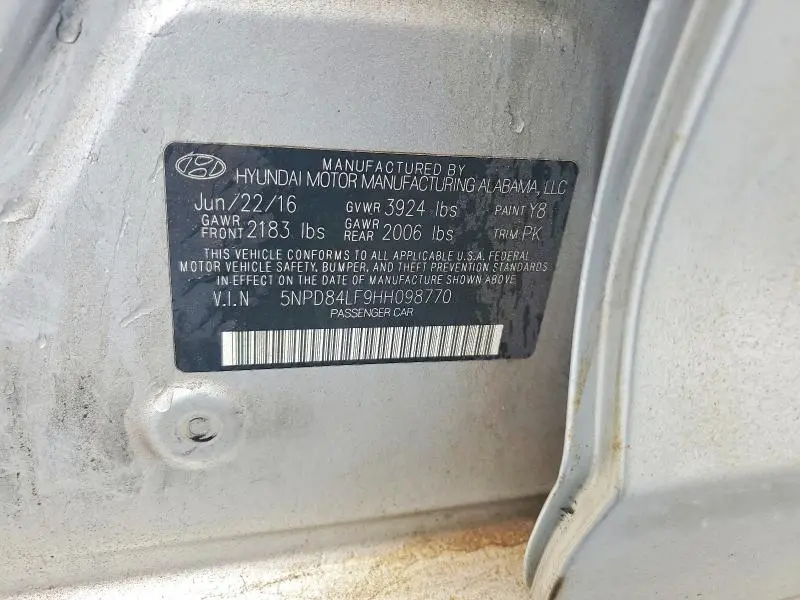 MANUFACTURED BY
HYUNDAI MOTOR MANUFACTURING ALABAMA, LLC
Jun/22/16 GVWR 3924 lbs PAINT Y8
GAWR FRONT 2183 lbs GAWR REAR 2006 lbs TRIM PK
THIS VEHICLE CONFORMS TO ALL APPLICABLE U.S.A. FEDERAL
MOTOR VEHICLE SAFETY, BUMPER, AND THEFT PREVENTION STANDARDS
IN EFFECT ON THE DATE OF MANUFACTURE SHOWN ABOVE
V.I.N 5NPD84LF9HH098770
PASSENGER CAR